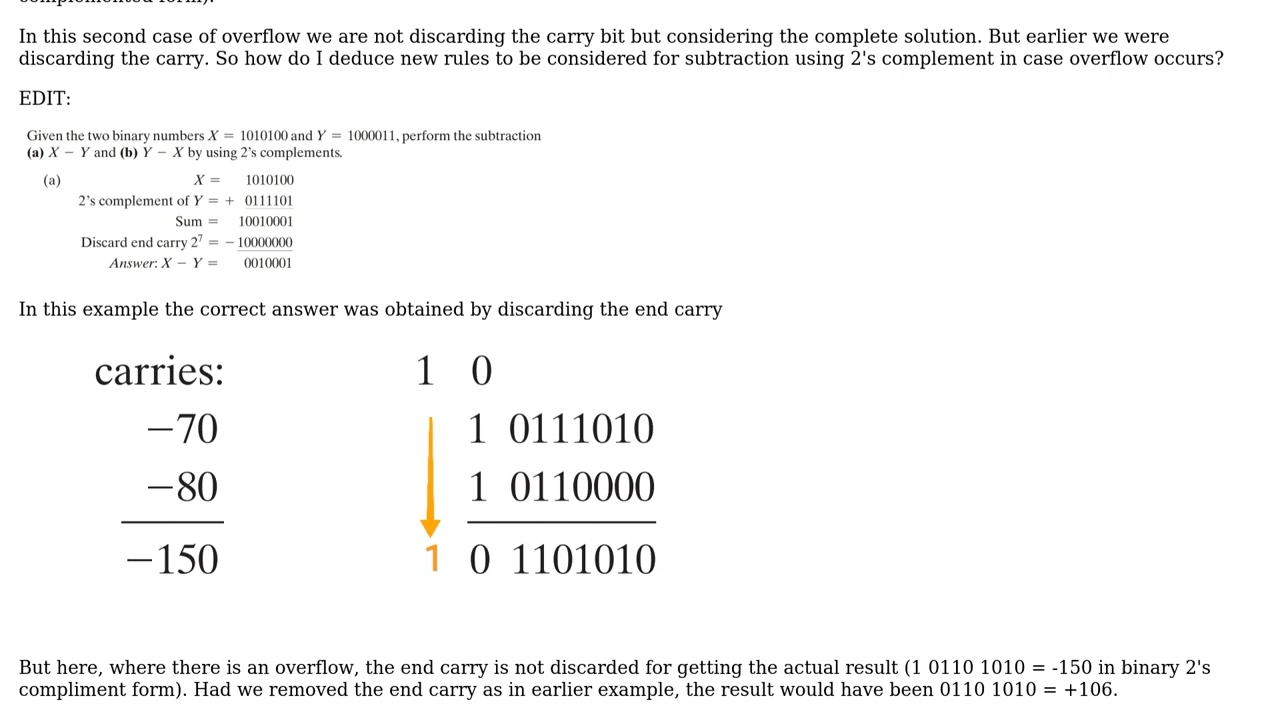 In this second case of overflow we are not discarding the carry bit but considering the complete solution. But earlier we were
discarding the carry. So how do I deduce new rules to be considered for subtraction using 2's complement in case overflow occurs?
EDIT:
Given the two binary numbers X = 1010100 and Y = 1000011, perform the subtraction
(a) X − Y and (b) Y − X by using 2's complements.
(a) X = 1010100
2's complement of Y = + 0111101
Sum = 10010001
Discard end carry 2⁷ = − 10000000
Answer: X − Y = 0010001
In this example the correct answer was obtained by discarding the end carry
carries: 1 0
−70 1 0111010
−80 1 0110000
−150 1 0 1101010
But here, where there is an overflow, the end carry is not discarded for getting the actual result (1 0110 1010 = -150 in binary 2's
compliment form). Had we removed the end carry as in earlier example, the result would have been 0110 1010 = +106.